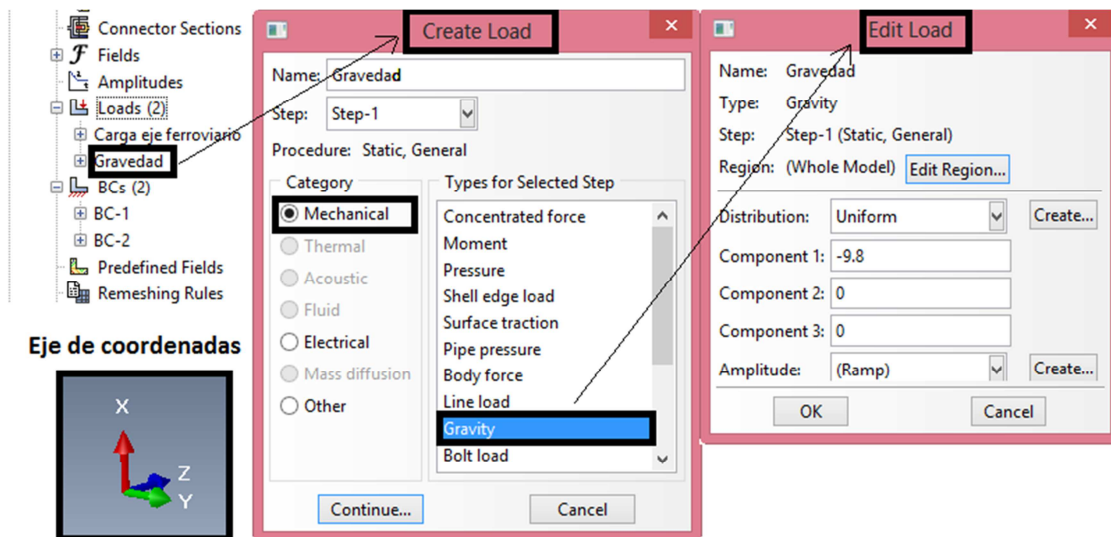 Connector Sections
Fields
Amplitudes
Loads (2)
Carga eje ferroviario
Gravedad
BCs (2)
BC-1
BC-2
Predefined Fields
Remeshing Rules
Eje de coordenadas
X
Z
Y
Create Load
Name: Gravedad
Step: Step-1
Procedure: Static, General
Category
Mechanical
Thermal
Acoustic
Fluid
Electrical
Mass diffusion
Other
Types for Selected Step
Concentrated force
Moment
Pressure
Shell edge load
Surface traction
Pipe pressure
Body force
Line load
Gravity
Bolt load
Continue... Cancel
Edit Load
Name: Gravedad
Type: Gravity
Step: Step-1 (Static, General)
Region: (Whole Model) Edit Region...
Distribution: Uniform Create...
Component 1: -9.8
Component 2: 0
Component 3: 0
Amplitude: (Ramp) Create...
OK Cancel